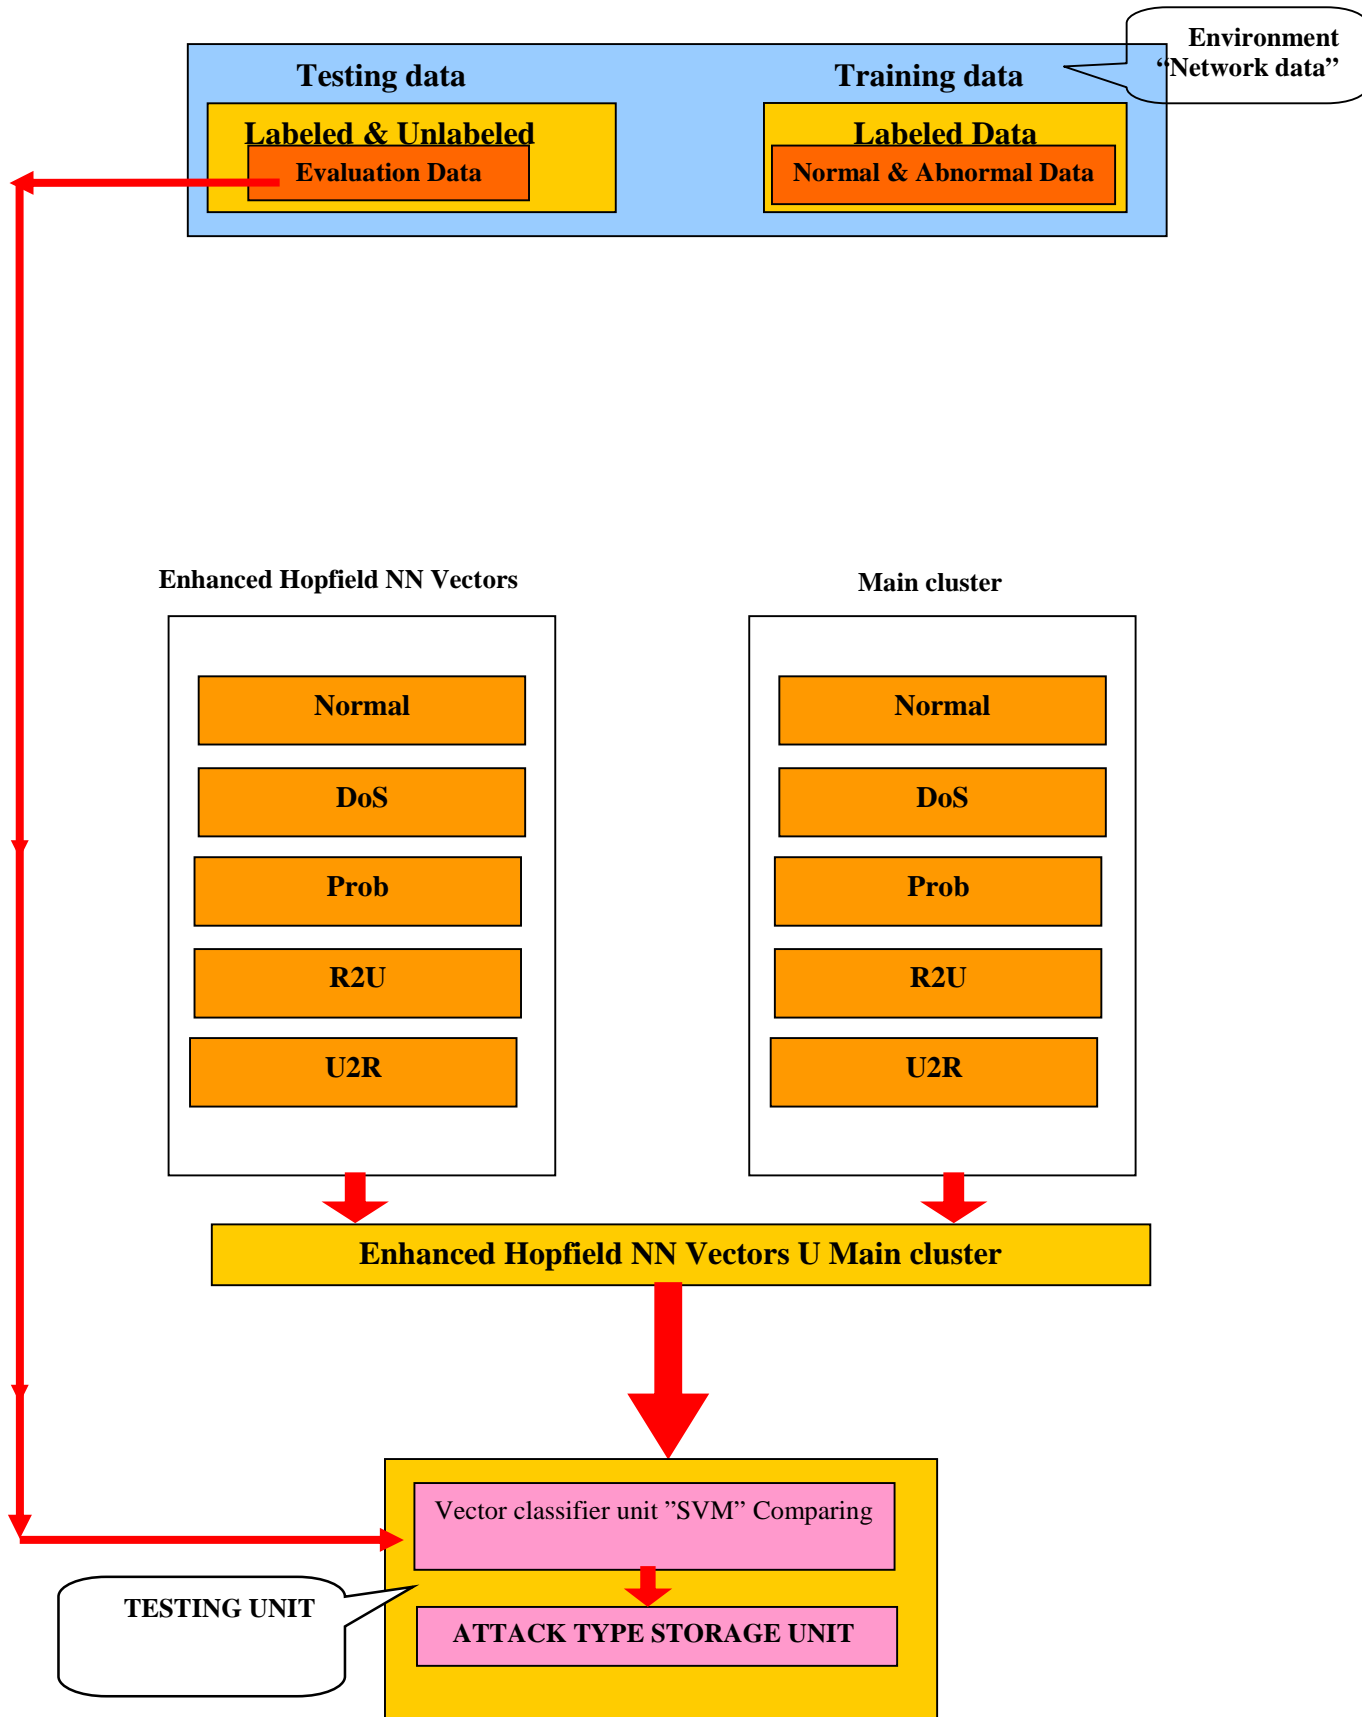 Environment
“Network data”
Testing data
Training data
Labeled & Unlabeled
Labeled Data
Evaluation Data
Normal & Abnormal Data
Enhanced Hopfield NN Vectors
Main cluster
Normal
DoS
Prob
R2U
U2R
Normal
DoS
Prob
R2U
U2R
Enhanced Hopfield NN Vectors U Main cluster
Vector classifier unit ”SVM” Comparing
TESTING UNIT
ATTACK TYPE STORAGE UNIT